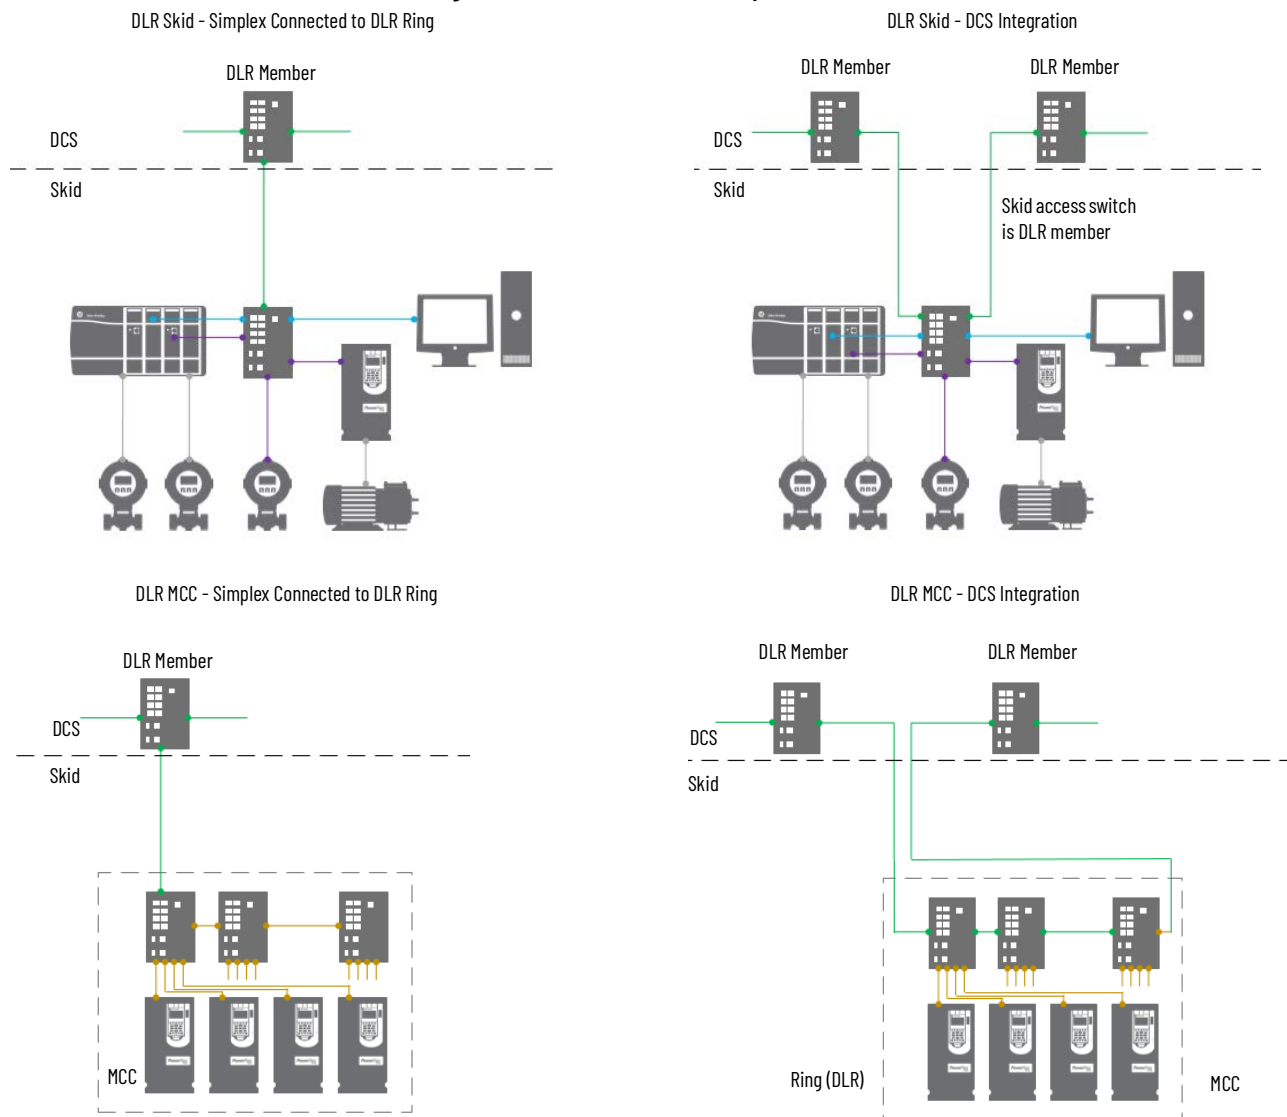 DLR Skid - Simplex Connected to DLR Ring
DLR Member
DCS
Skid
DLR Skid - DCS Integration
DLR Member
DLR Member
DCS
Skid
Skid access switch
is DLR member
DLR MCC - Simplex Connected to DLR Ring
DLR Member
DCS
Skid
MCC
DLR MCC - DCS Integration
DLR Member
DLR Member
DCS
Skid
Ring (DLR)
MCC